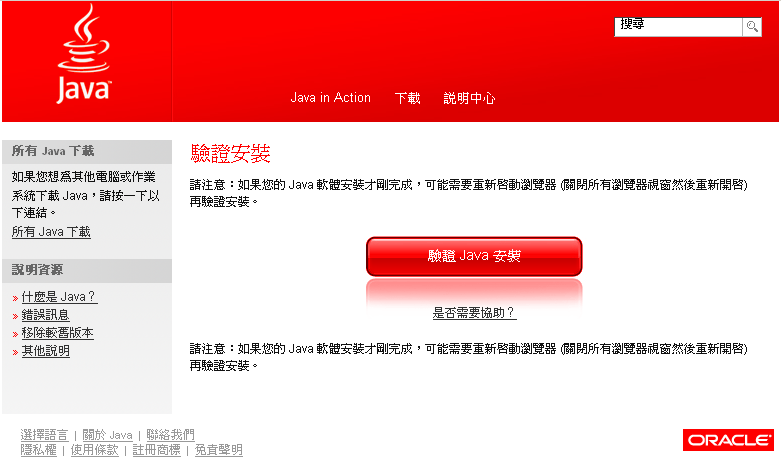 Java™
搜尋
Java in Action 下載 說明中心
所有 Java 下載
如果您想為其他電腦或作業
系統下載 Java，請按一下以
下連結。
所有 Java 下載
說明資源
» 什麼是 Java？
» 錯誤訊息
» 移除較舊版本
» 其他說明
驗證安裝
請注意：如果您的 Java 軟體安裝才剛完成，可能需要重新啟動瀏覽器 (關閉所有瀏覽器視窗然後重新開啟)
再驗證安裝。
驗證 Java 安裝
是否需要協助？
請注意：如果您的 Java 軟體安裝才剛完成，可能需要重新啟動瀏覽器 (關閉所有瀏覽器視窗然後重新開啟)
再驗證安裝。
選擇語言 | 關於 Java | 聯絡我們
隱私權 | 使用條款 | 註冊商標 | 免責聲明
ORACLE